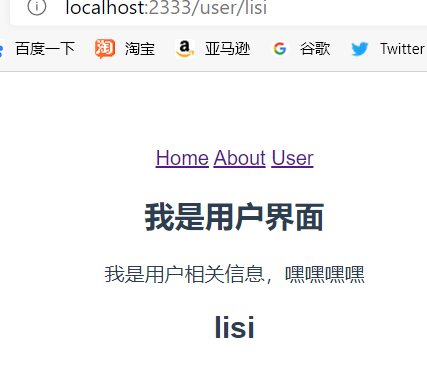 localhost:2333/user/lisi
百度一下 淘 淘宝 a 亚马逊 G 谷歌 Twitter
Home About User
我是用户界面
我是用户相关信息，嘿嘿嘿嘿
lisi